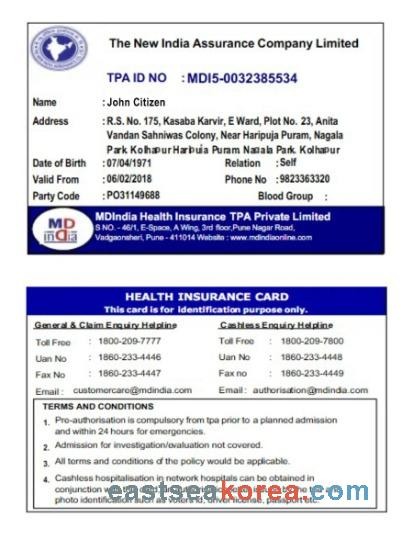 The New India Assurance Company Limited
TPA ID NO : MDI5-0032385534
Name : John Citizen
Address : R.S. No. 175, Kasaba Karvir, E Ward, Plot No. 23, Anita
Vandan Sahniwas Colony, Near Haripuja Puram, Nagala
Park Kolhapur Haripuja Puram Nagala Park Kolhapur
Date of Birth : 07/04/1971 Relation : Self
Valid From : 06/02/2018 Phone No : 9823363320
Party Code : PO31149688 Blood Group :
MD
india
MDIndia Health Insurance TPA Private Limited
S NO. - 46/1, E-Space, A Wing, 3rd floor,Pune Nagar Road,
Vadgaonsheri, Pune - 411014 Website : www.mdindiaonline.com
HEALTH INSURANCE CARD
This card is for identification purpose only.
General & Claim Enquiry Helpline Cashless Enquiry Helpline
Toll Free : 1800-209-7777 Toll Free : 1800-209-7800
Uan No : 1860-233-4446 Uan No : 1860-233-4448
Fax No : 1860-233-4447 Fax no : 1860-233-4449
Email : customercare@mdindia.com Email : authorisation@mdindia.com
TERMS AND CONDITIONS
1. Pre-authorisation is compulsory from tpa prior to a planned admission
and within 24 hours for emergencies.
2. Admission for investigation/evaluation not covered.
3. All terms and conditions of the policy would be applicable.
4. Cashless hospitalisation in network hospitals can be obtained in
conjunction with
photo identification such as voters id, driver license, passport etc.
eastseakorea.com